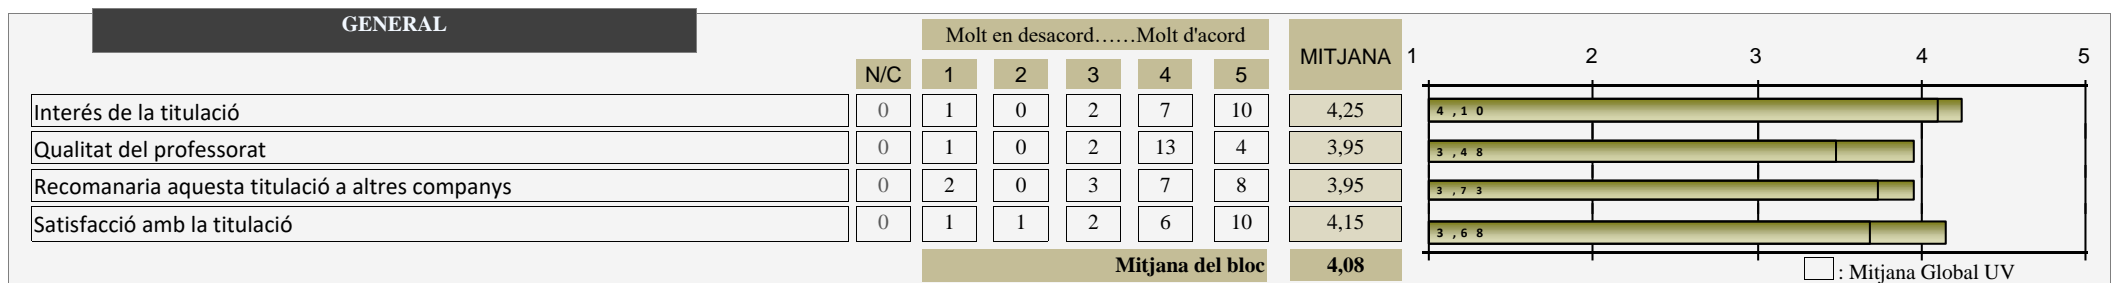 GENERAL
Molt en desacord……Molt d'acord
MITJANA
1 2 3 4 5
N/C 1 2 3 4 5
Interés de la titulació 0 1 0 2 7 10 4,25 4,10
Qualitat del professorat 0 1 0 2 13 4 3,95 3,48
Recomanaria aquesta titulació a altres companys 0 2 0 3 7 8 3,95 3,73
Satisfacció amb la titulació 0 1 1 2 6 10 4,15 3,68
Mitjana del bloc 4,08
: Mitjana Global UV